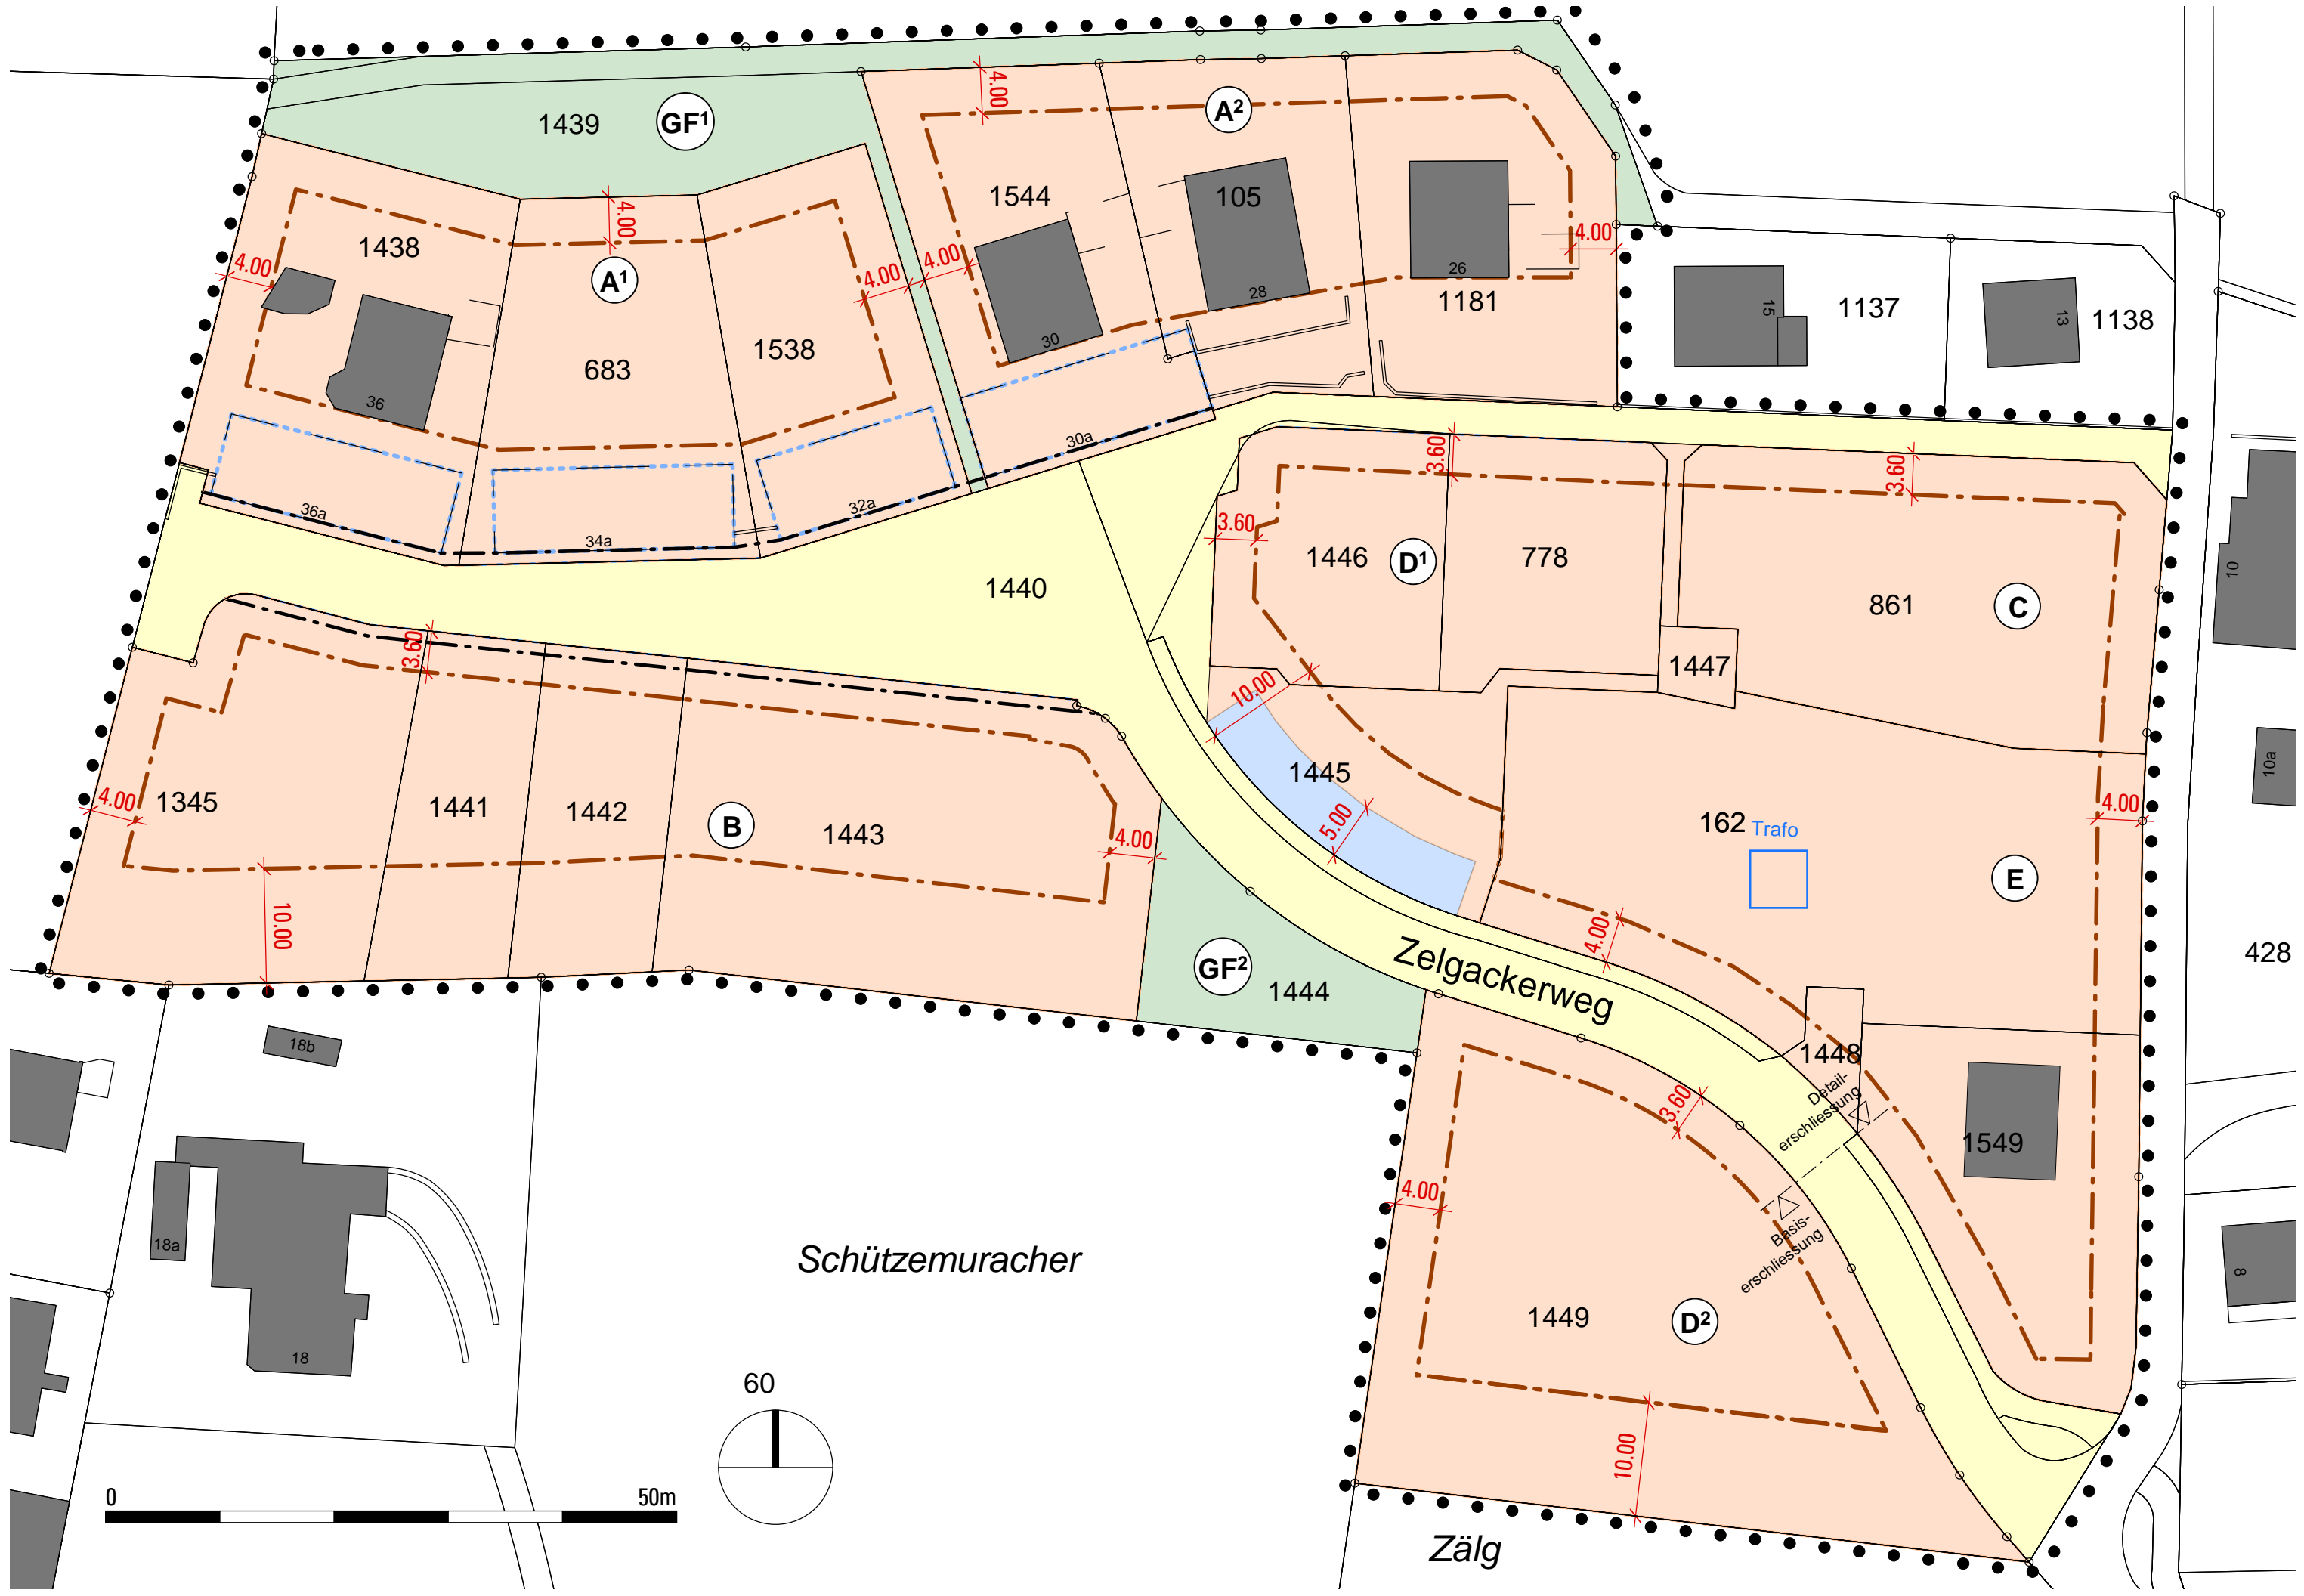 4.00
1439
GF¹
A²
1544
105
4.00
1438
4.00
4.00
4.00
4.00
26
1181
15
1137
13
1138
A¹
28
30
683
1538
36
30a
3.60
3.60
36a
34a
32a
3.60
1446
D¹
778
10
1440
861
C
3.60
1447
10.00
10a
1445
4.00
1345
1441
1442
B
1443
4.00
5.00
162
Trafo
4.00
E
10.00
4.00
428
GF²
1444
Zelgackerweg
18b
1448
Detail-
erschliessung
3.60
1549
4.00
Basis-
erschliessung
18a
Schützemuracher
8
1449
D²
18
60
10.00
0
50m
Zälg